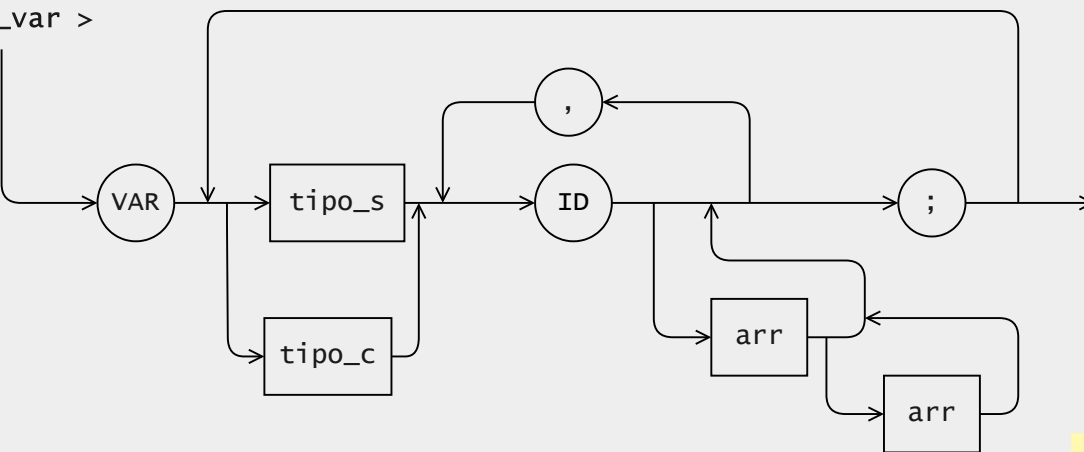 _var >
,
VAR
tipo_s
ID
;
tipo_c
arr
arr